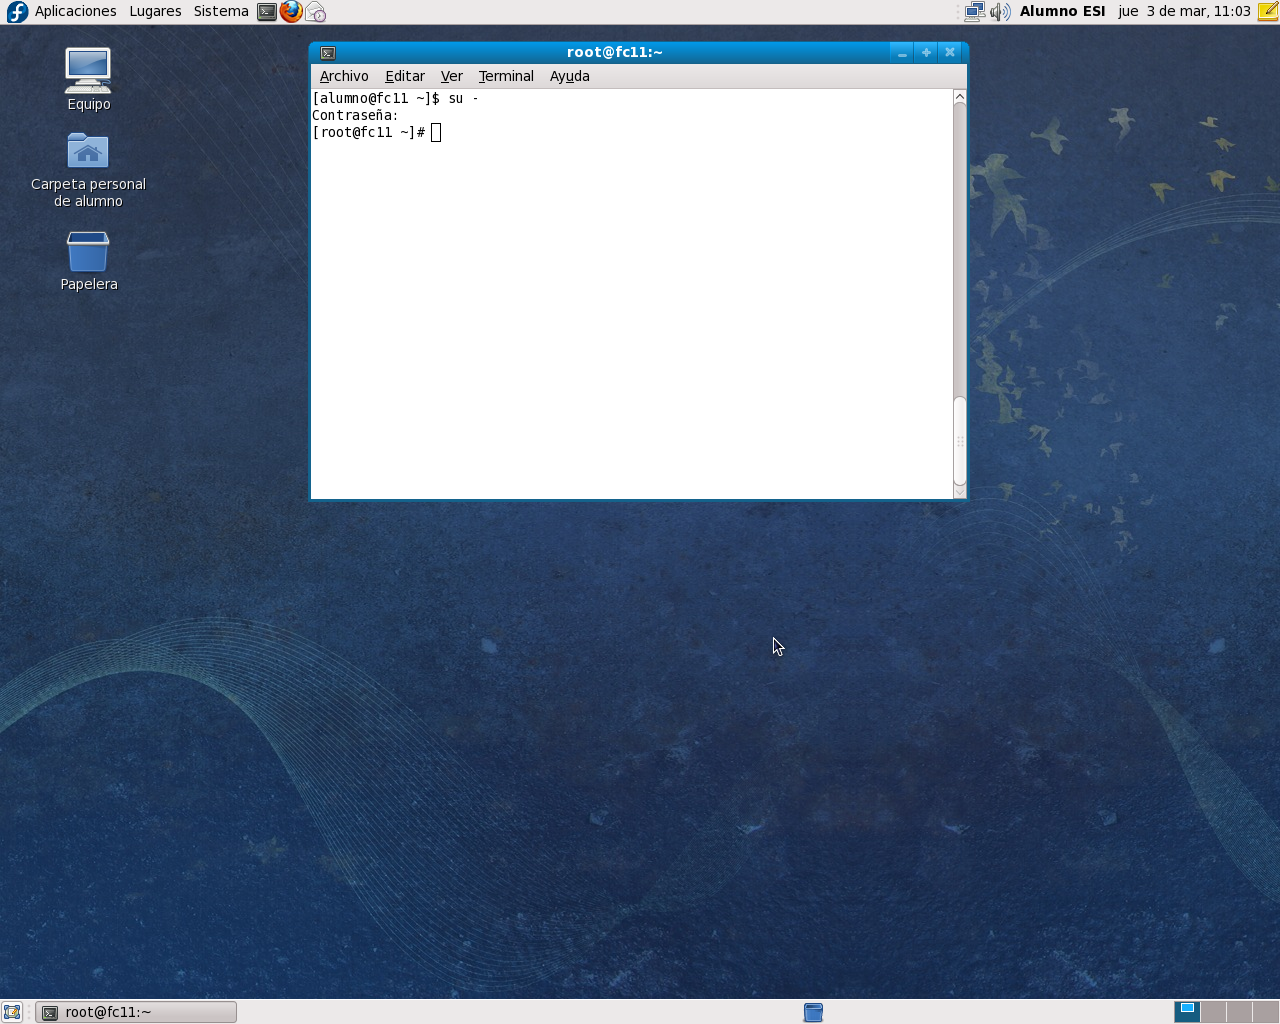 Aplicaciones Lugares Sistema Alumno ESI jue 3 de mar, 11:03
Equipo
Carpeta personal
de alumno
Papelera
root@fc11:~
Archivo Editar Ver Terminal Ayuda
[alumno@fc11 ~]$ su -
Contraseña:
[root@fc11 ~]#
root@fc11:~